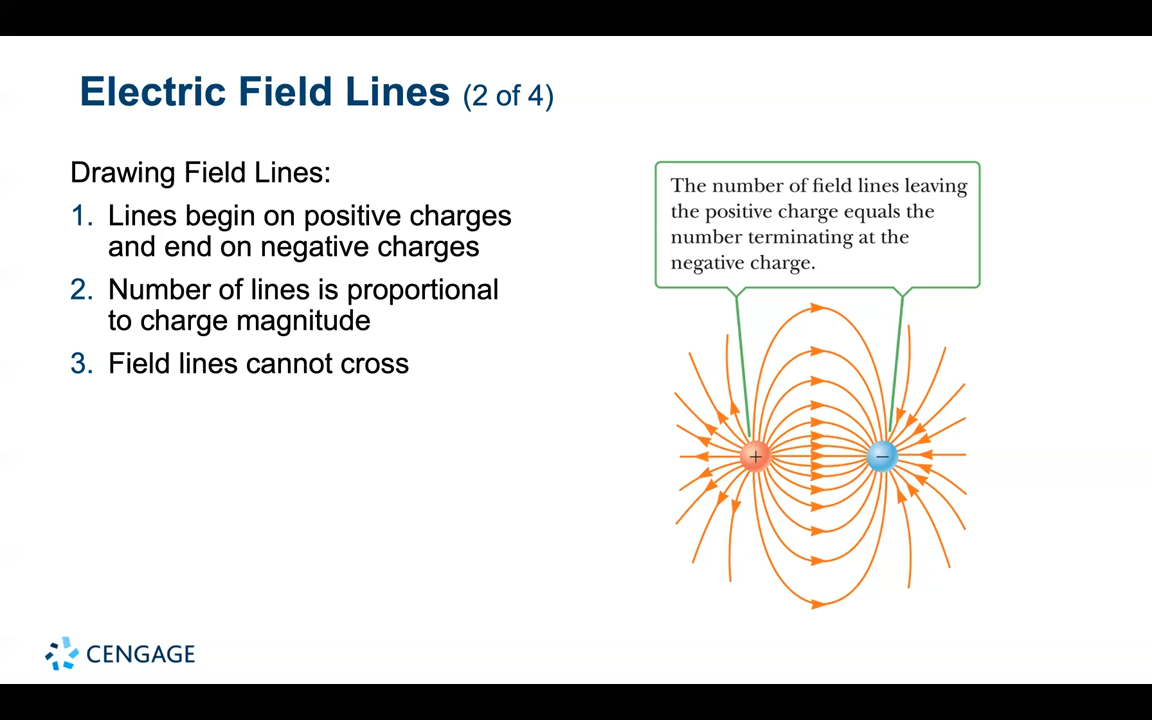 Electric Field Lines (2 of 4)
Drawing Field Lines:
1. Lines begin on positive charges
and end on negative charges
2. Number of lines is proportional
to charge magnitude
3. Field lines cannot cross
The number of field lines leaving
the positive charge equals the
number terminating at the
negative charge.
+
−
CENGAGE